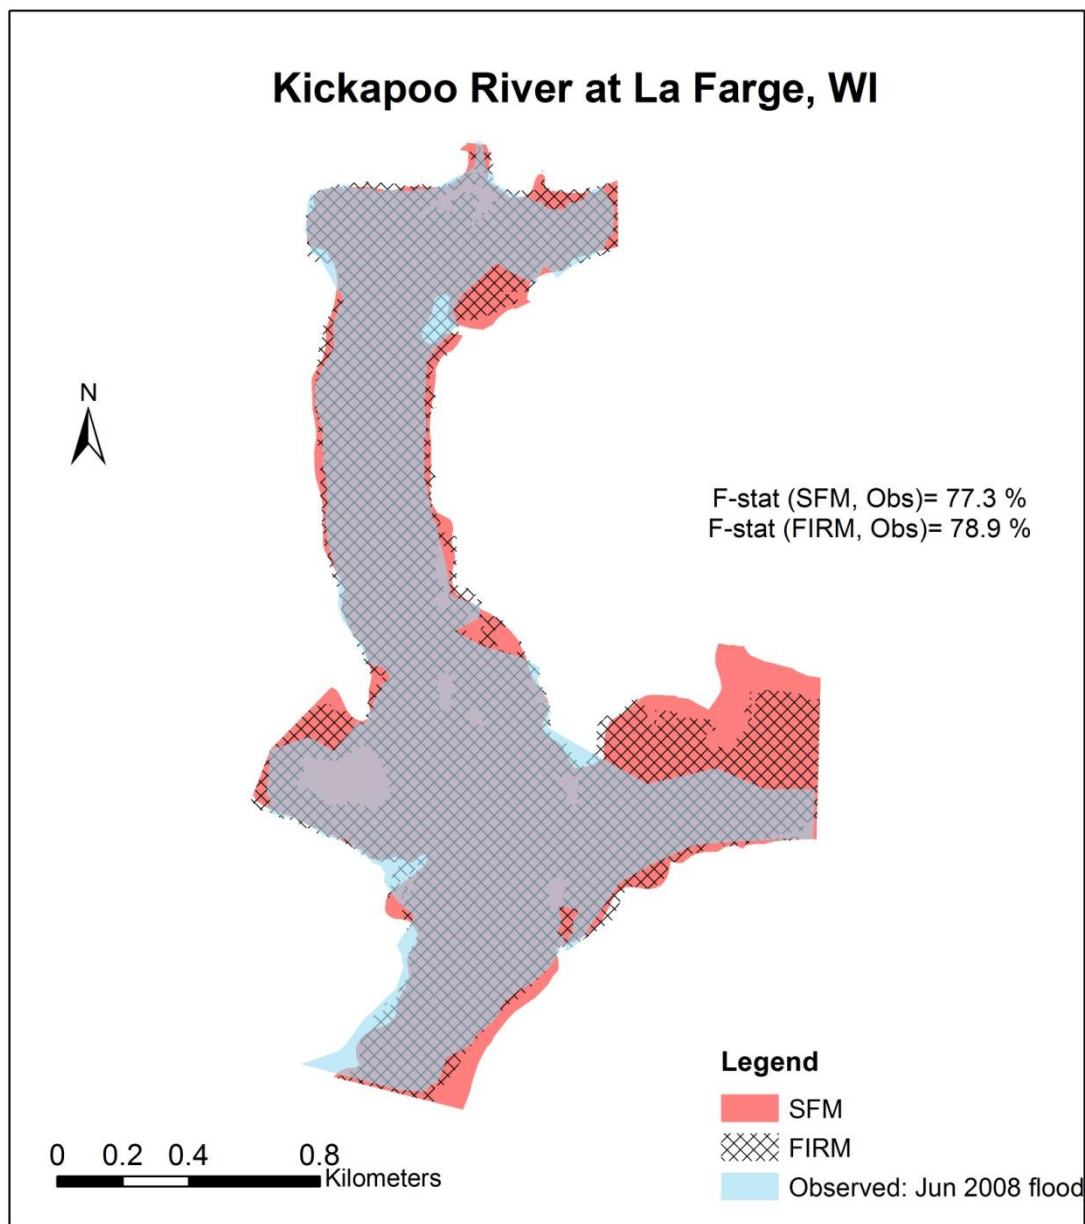 Kickapoo River at La Farge, WI
N
F-stat (SFM, Obs)= 77.3 %
F-stat (FIRM, Obs)= 78.9 %
Legend
SFM
FIRM
Observed: Jun 2008 flood
0 0.2 0.4 0.8
Kilometers